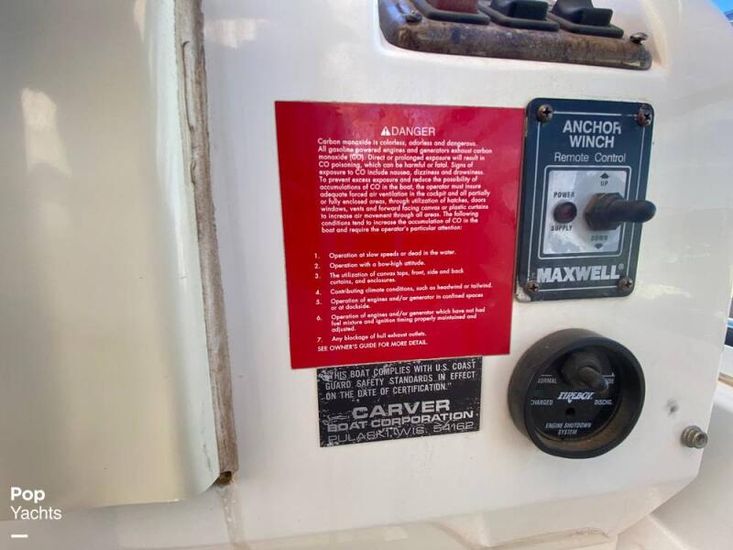 DANGER
Carbon monoxide is colorless, odorless and dangerous.
All gasoline powered engines and generators exhaust carbon
monoxide (CO). Direct or prolonged exposure will result in
CO poisoning, which can be harmful or fatal. Signs of
exposure to CO include nausea, dizziness and drowsiness.
To prevent excess exposure and reduce the possibility of
accumulations of CO in the boat, the operator must insure
adequate forced air ventilation in the cockpit and all partially
or fully enclosed areas, through utilization of hatches, doors
windows, vents and forward facing canvas or plastic curtains
to increase air movement through all areas. The following
conditions tend to increase the accumulation of CO in the
boat and require the operator's particular attention:
1. Operation at slow speeds or dead in the water.
2. Operation with a bow-high attitude.
3. The utilization of canvas tops, front, side and back
curtains, and enclosures.
4. Contributing climate conditions, such as headwind or tailwind.
5. Operation of engines and/or generator in confined spaces
or at dockside.
6. Operation of engines and/or generator which have not had
fuel mixture and ignition timing properly maintained and
adjusted.
7. Any blockage of hull exhaust outlets.
SEE OWNER'S GUIDE FOR MORE DETAIL.
"THIS BOAT COMPLIES WITH U.S. COAST
GUARD SAFETY STANDARDS IN EFFECT
ON THE DATE OF CERTIFICATION."
CARVER
BOAT CORPORATION
PULASKI, WIS. 54162
ANCHOR
WINCH
Remote Control
UP
POWER
SUPPLY
DOWN
MAXWELL®
NORMAL
FIREBOY
CHARGED DISCHG.
ENGINE SHUTDOWN
SYSTEM
Pop
Yachts